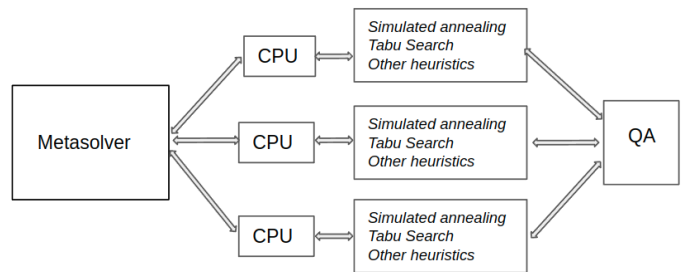 Metasolver
CPU
Simulated annealing
Tabu Search
Other heuristics
CPU
Simulated annealing
Tabu Search
Other heuristics
CPU
Simulated annealing
Tabu Search
Other heuristics
QA